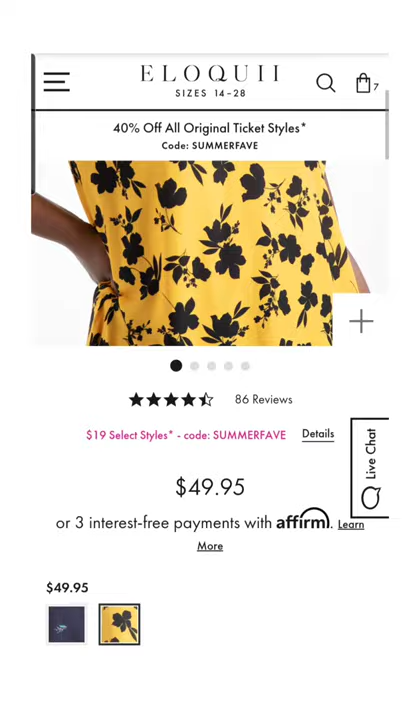 ELOQUII
SIZES 14-28
7
40% Off All Original Ticket Styles*
Code: SUMMERFAVE
86 Reviews
$19 Select Styles* - code: SUMMERFAVE Details
Live Chat
$49.95
or 3 interest-free payments with affirm. Learn
More
$49.95